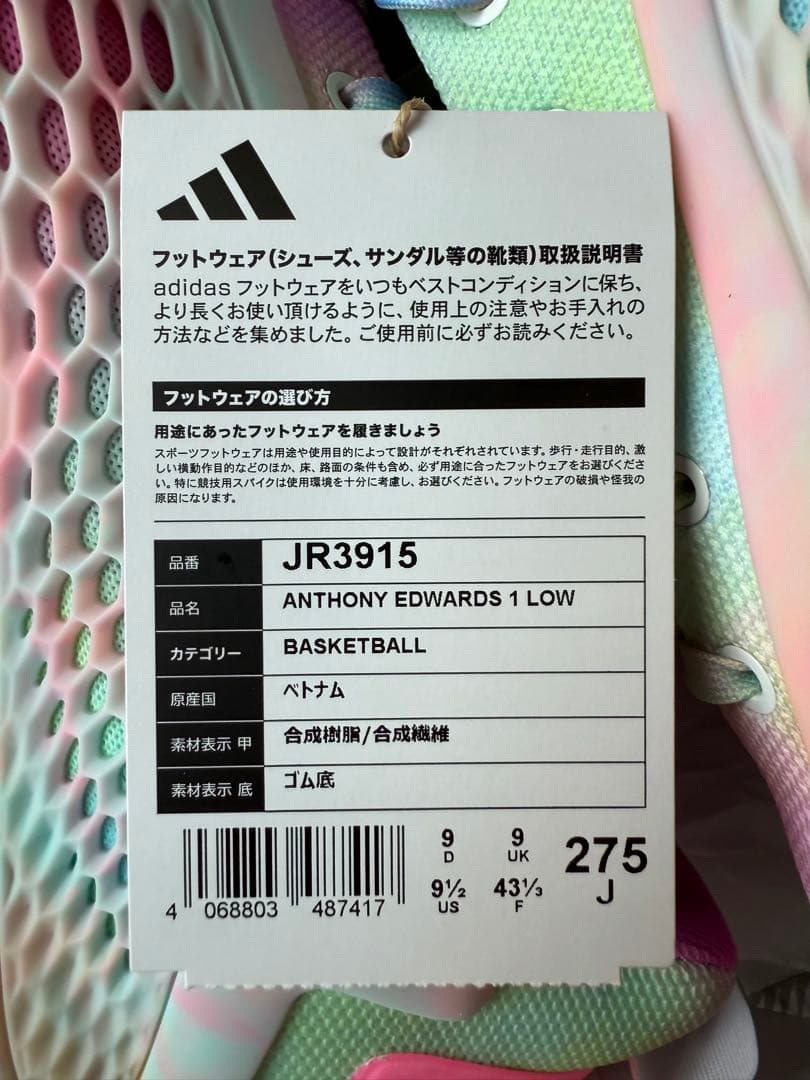 フットウェア(シューズ、サンダル等の靴類)取扱説明書
adidas フットウェアをいつもベストコンディションに保ち、
より長くお使い頂けるように、使用上の注意やお手入れの
方法などを集めました。ご使用前に必ずお読みください。
フットウェアの選び方
用途にあったフットウェアを履きましょう
スポーツフットウェアは用途や使用目的によって設計がそれぞれされています。歩行・走行目的、激
しい横動作目的などのほか、床、路面の条件も含め、必ず用途に合ったフットウェアをお選びくださ
い。特に競技用スパイクは使用環境を十分に考慮し、お選びください。フットウェアの破損や怪我の
原因になります。
品番 JR3915
品名 ANTHONY EDWARDS 1 LOW
カテゴリー BASKETBALL
原産国 ベトナム
素材表示 甲 合成樹脂/合成繊維
素材表示 底 ゴム底
9 9 275
D UK J
9½ 43⅓
US F
4 068803 487417